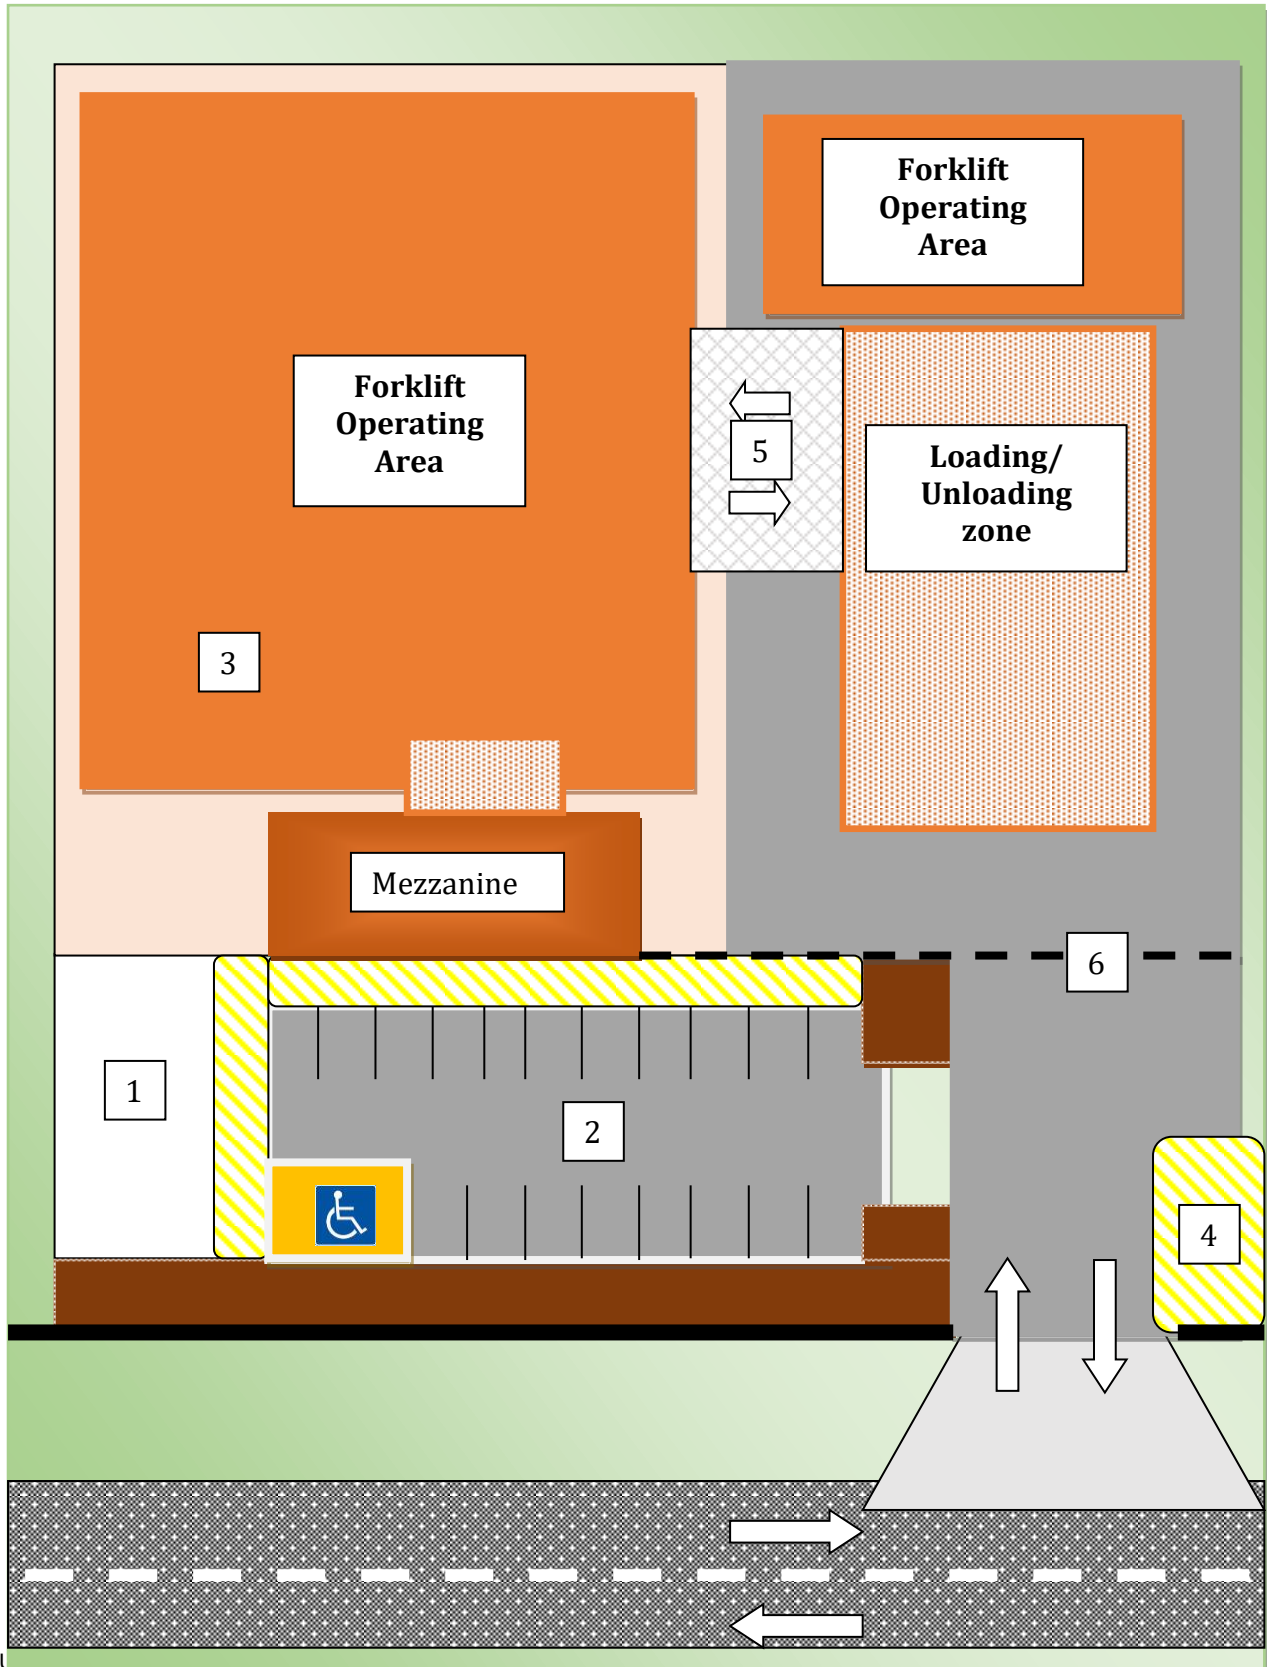 Forklift
Operating
Area
Forklift
Operating
Area
5
Loading/
Unloading
zone
3
Mezzanine
6
1
2
4